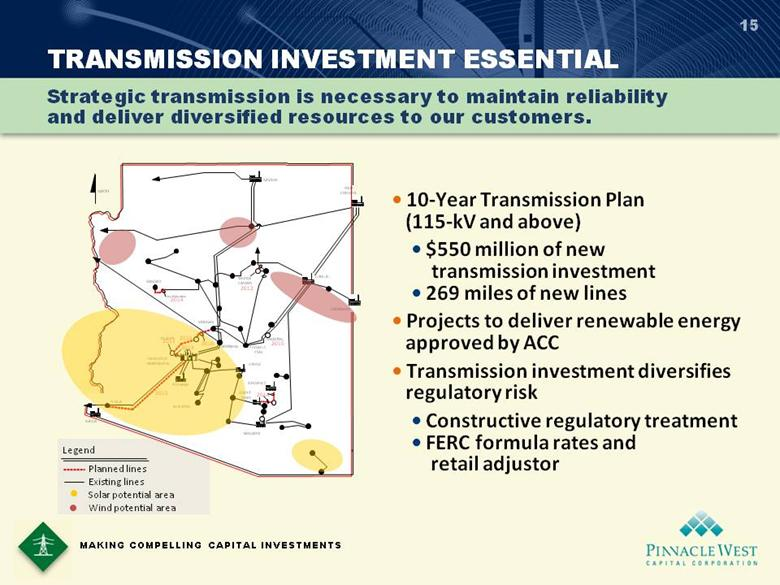 15
TRANSMISSION INVESTMENT ESSENTIAL
Strategic transmission is necessary to maintain reliability
and deliver diversified resources to our customers.
• 10-Year Transmission Plan
(115-kV and above)
• $550 million of new
transmission investment
• 269 miles of new lines
• Projects to deliver renewable energy
approved by ACC
• Transmission investment diversifies
regulatory risk
• Constructive regulatory treatment
• FERC formula rates and
retail adjustor
2012
2014
Legend
Planned lines
Existing lines
Solar potential area
Wind potential area
MAKING COMPELLING CAPITAL INVESTMENTS
PINNACLE WEST
CAPITAL CORPORATION